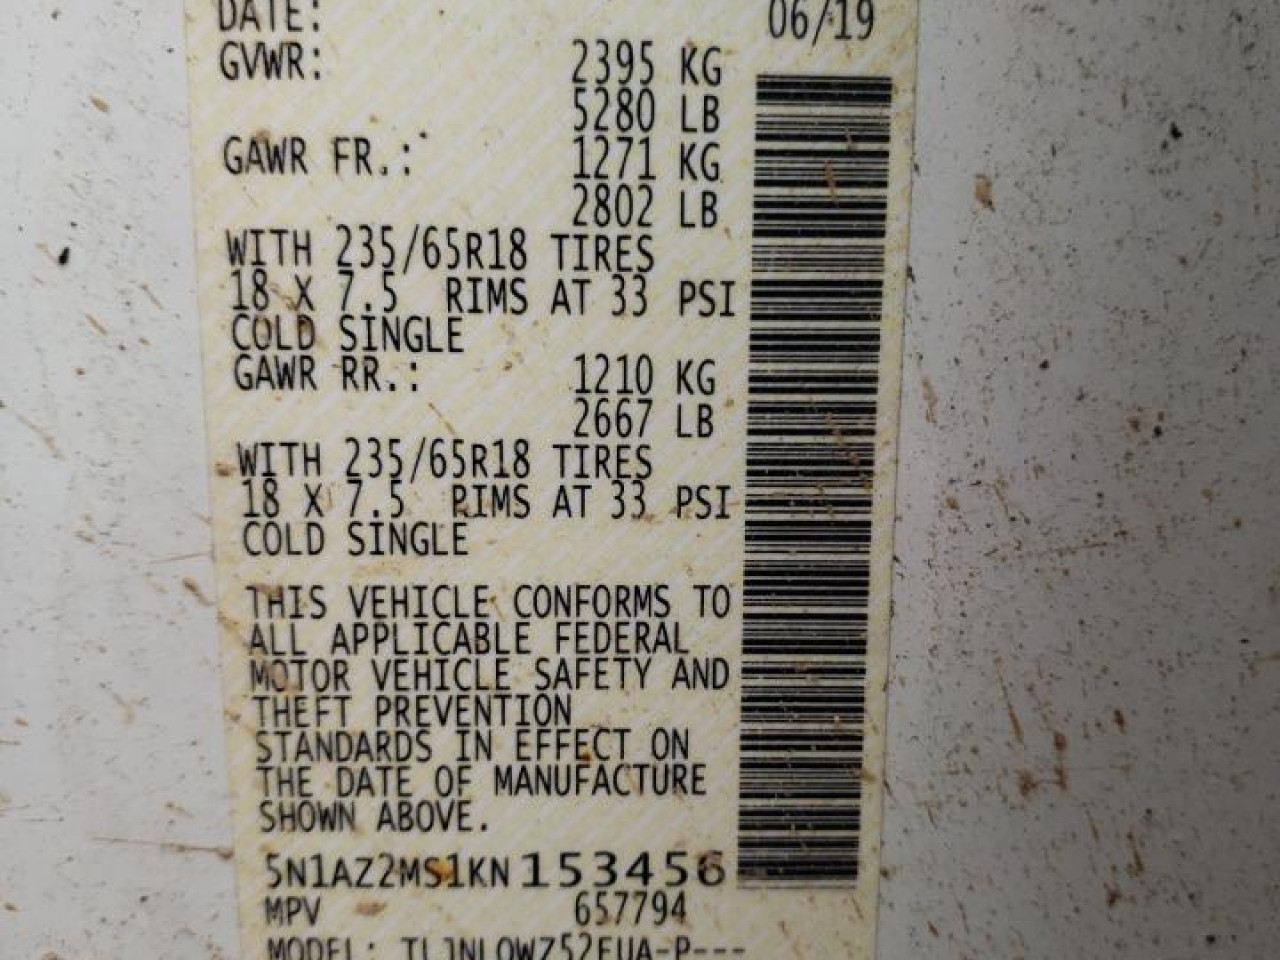 DATE: 06/19
GVWR: 2395 KG
5280 LB
GAWR FR.: 1271 KG
2802 LB
WITH 235/65R18 TIRES
18 X 7.5 RIMS AT 33 PSI
COLD SINGLE
GAWR RR.: 1210 KG
2667 LB
WITH 235/65R18 TIRES
18 X 7.5 RIMS AT 33 PSI
COLD SINGLE
THIS VEHICLE CONFORMS TO
ALL APPLICABLE FEDERAL
MOTOR VEHICLE SAFETY AND
THEFT PREVENTION
STANDARDS IN EFFECT ON
THE DATE OF MANUFACTURE
SHOWN ABOVE.
5N1AZ2MS1KN153456
MPV 657794
MODEL: